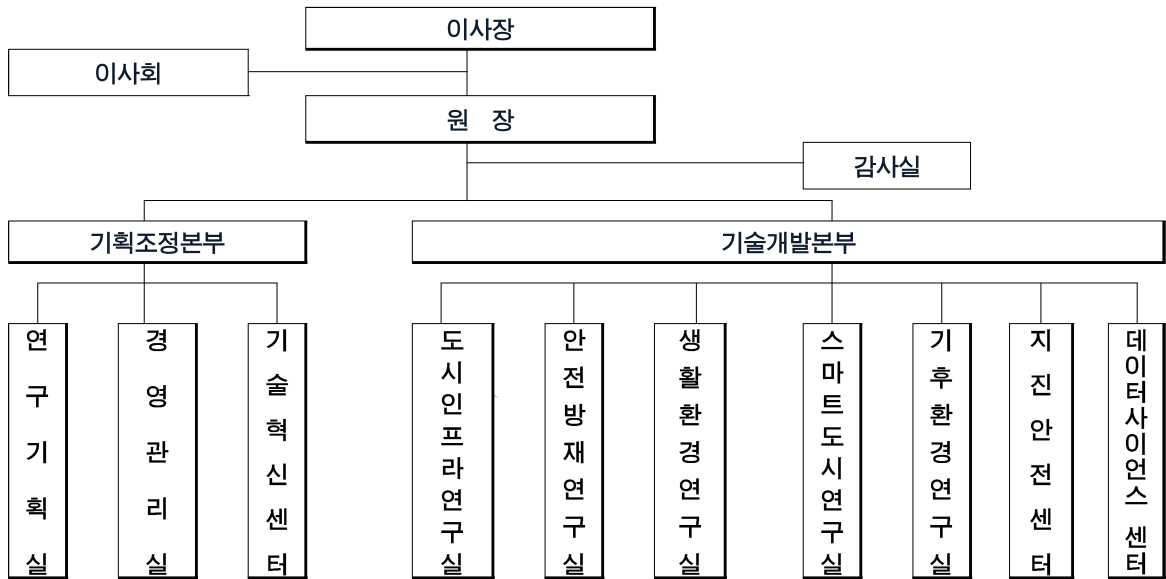 이사장
이사회
원 장
감사실
기획조정본부
기술개발본부
연구기획실
경영관리실
기술혁신센터
도시인프라연구실
안전방재연구실
생활환경연구실
스마트도시연구실
기후환경연구실
지진안전센터
데이터사이언스 센터